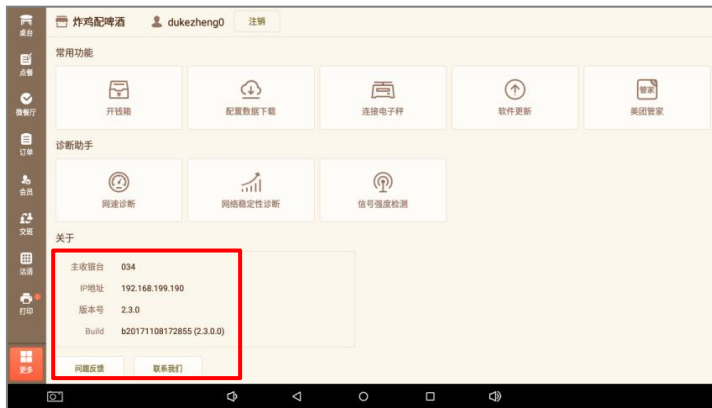 炸鸡配啤酒 dukezheng0 注销
桌台
点餐
微餐厅
订单
会员
交班
沽清
打印
更多
常用功能
开钱箱 配置数据下载 连接电子秤 软件更新 管家 美团管家
诊断助手
网速诊断 网络稳定性诊断 信号强度检测
关于
主收银台 034
IP地址 192.168.199.190
版本号 2.3.0
Build b20171108172855 (2.3.0.0)
问题反馈 联系我们